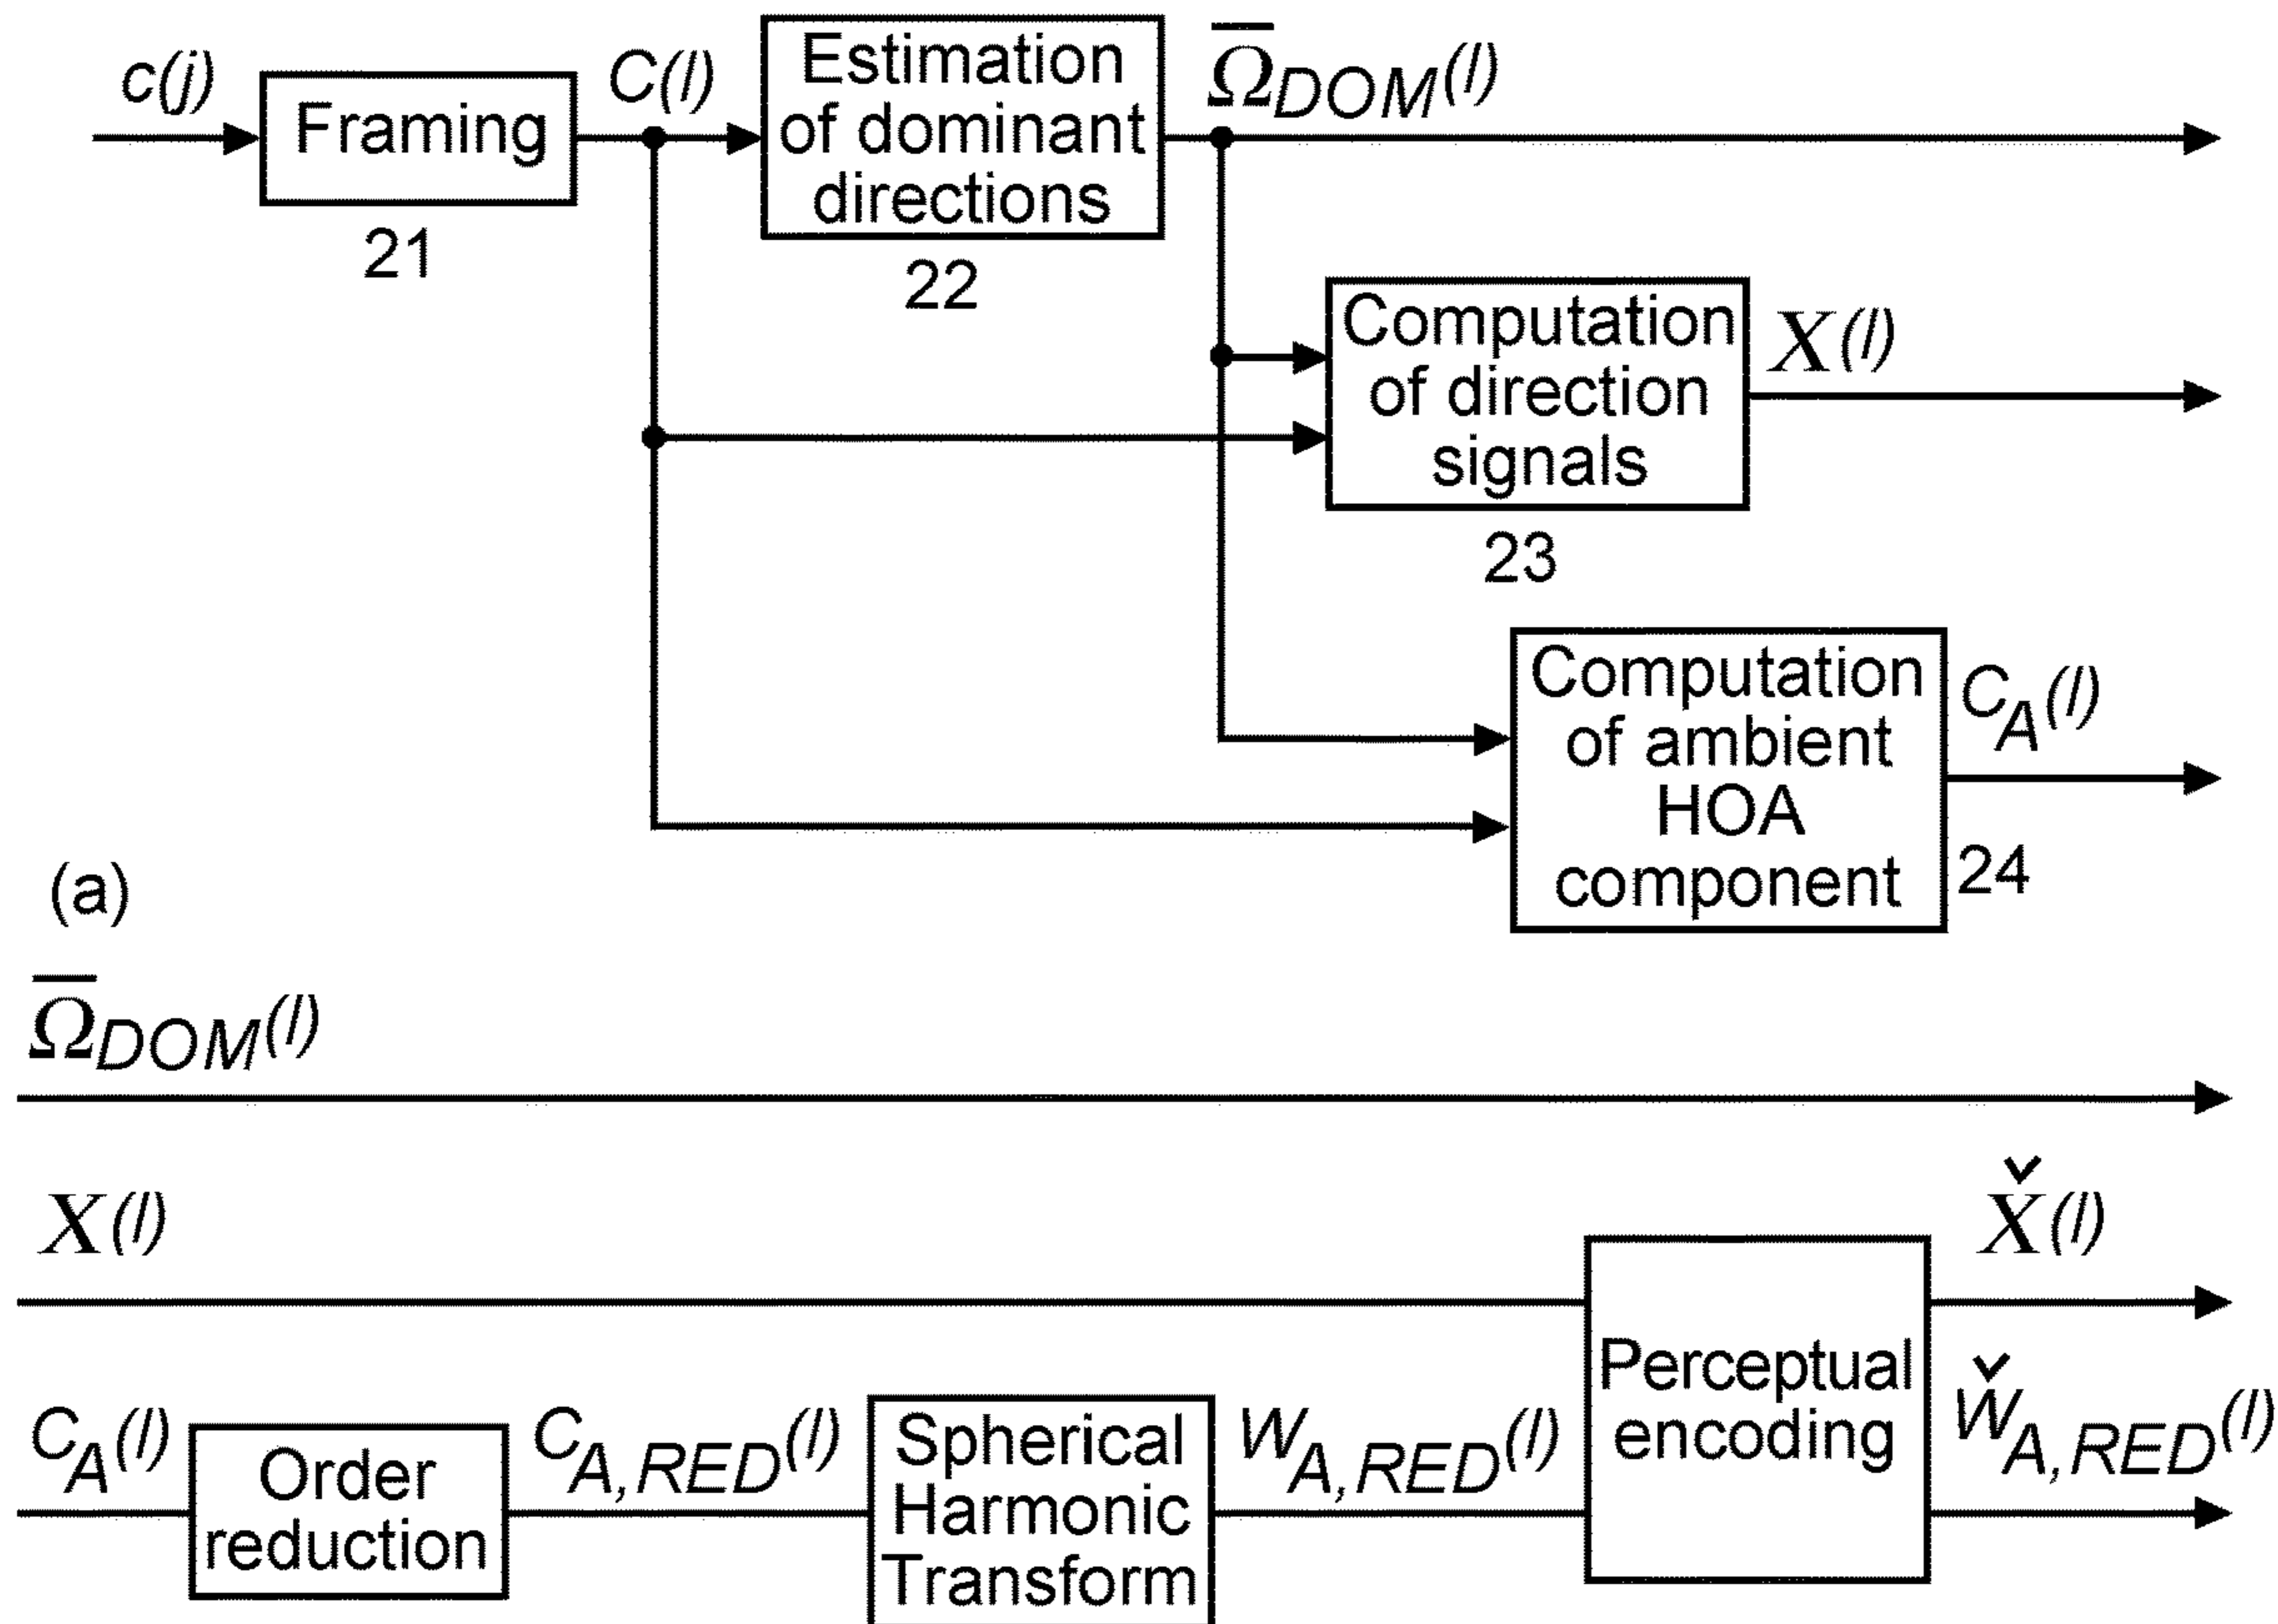 c(j)
Framing
21
C(l)
Estimation
of dominant
directions
22
Ω̅DOM(l)
Computation
of direction
signals
23
X(l)
Computation
of ambient
HOA
component
24
CA(l)
(a)
Ω̅DOM(l)
X(l)
X̌(l)
CA(l)
Order
reduction
CA,RED(l)
Spherical
Harmonic
Transform
WA,RED(l)
Perceptual
encoding
W̌A,RED(l)